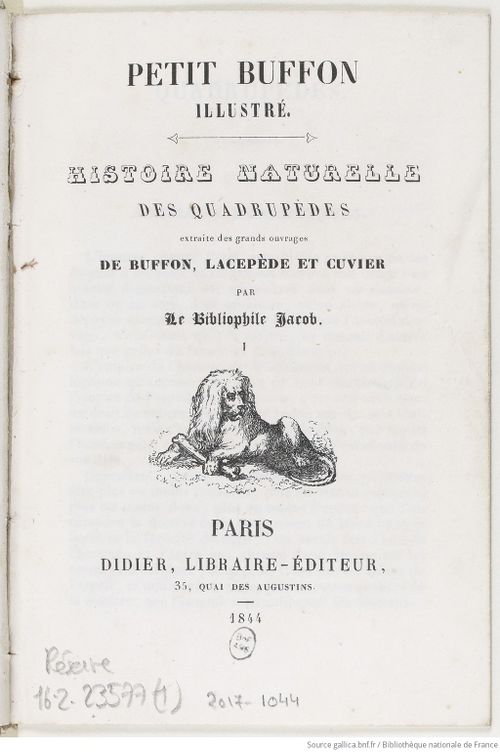 PETIT BUFFON
ILLUSTRÉ.
HISTOIRE NATURELLE
DES QUADRUPÈDES
extraite des grands ouvrages
DE BUFFON, LACEPÈDE ET CUVIER
PAR
Le Bibliophile Jacob.
I
PARIS
DIDIER, LIBRAIRE-ÉDITEUR,
35, QUAI DES AUGUSTINS.
1844
Réserve
16-Z-23577 (1)
2017-1044
Source gallica.bnf.fr / Bibliothèque nationale de France